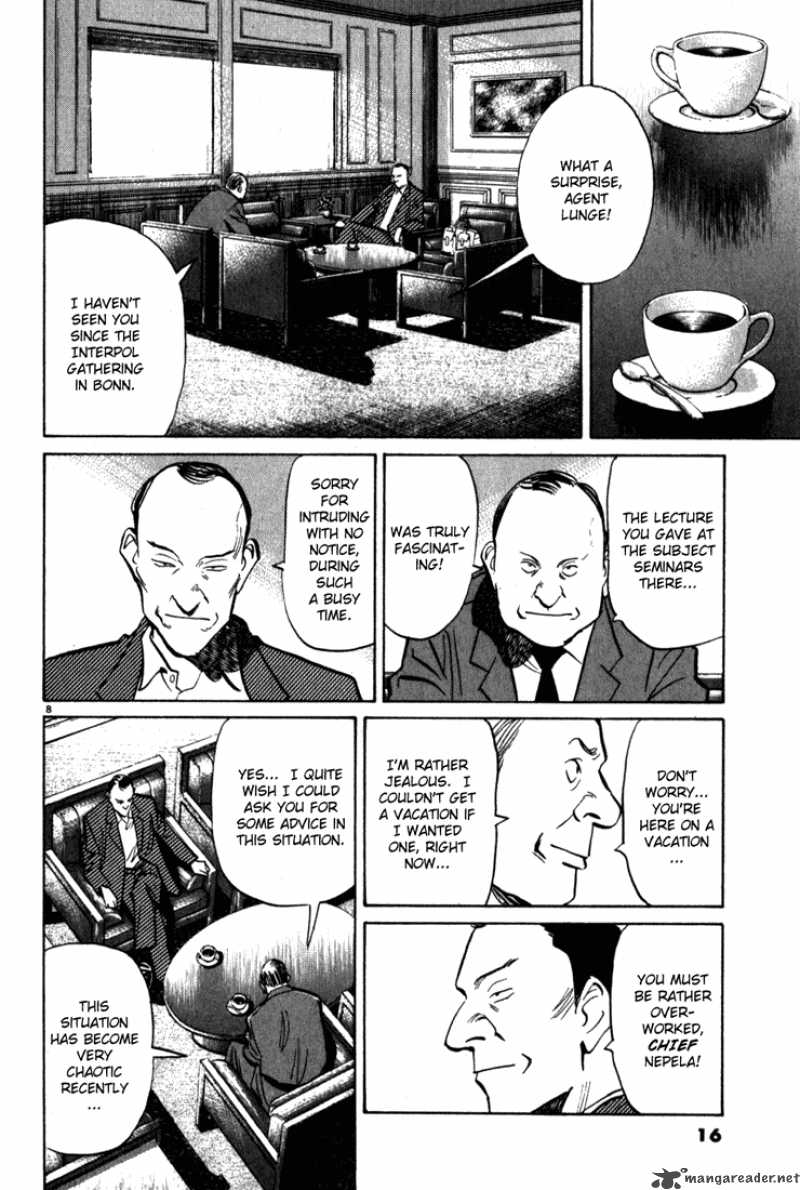 WHAT A
SURPRISE,
AGENT
LUNGE!
I HAVEN'T
SEEN YOU
SINCE THE
INTERPOL
GATHERING
IN BONN.
THE LECTURE
YOU GAVE AT
THE SUBJECT
SEMINARS
THERE...
WAS TRULY
FASCINAT-
ING!
SORRY
FOR
INTRUDING
WITH NO
NOTICE,
DURING
SUCH
A BUSY
TIME.
8
DON'T
WORRY...
YOU'RE
HERE ON A
VACATION
...
I'M RATHER
JEALOUS. I
COULDN'T GET
A VACATION IF
I WANTED
ONE, RIGHT
NOW...
YOU MUST
BE RATHER
OVER-
WORKED,
CHIEF
NEPELA!
YES... I QUITE
WISH I COULD
ASK YOU FOR
SOME ADVICE IN
THIS SITUATION.
THIS
SITUATION
HAS BECOME
VERY
CHAOTIC
RECENTLY
...
16
mangareader.net